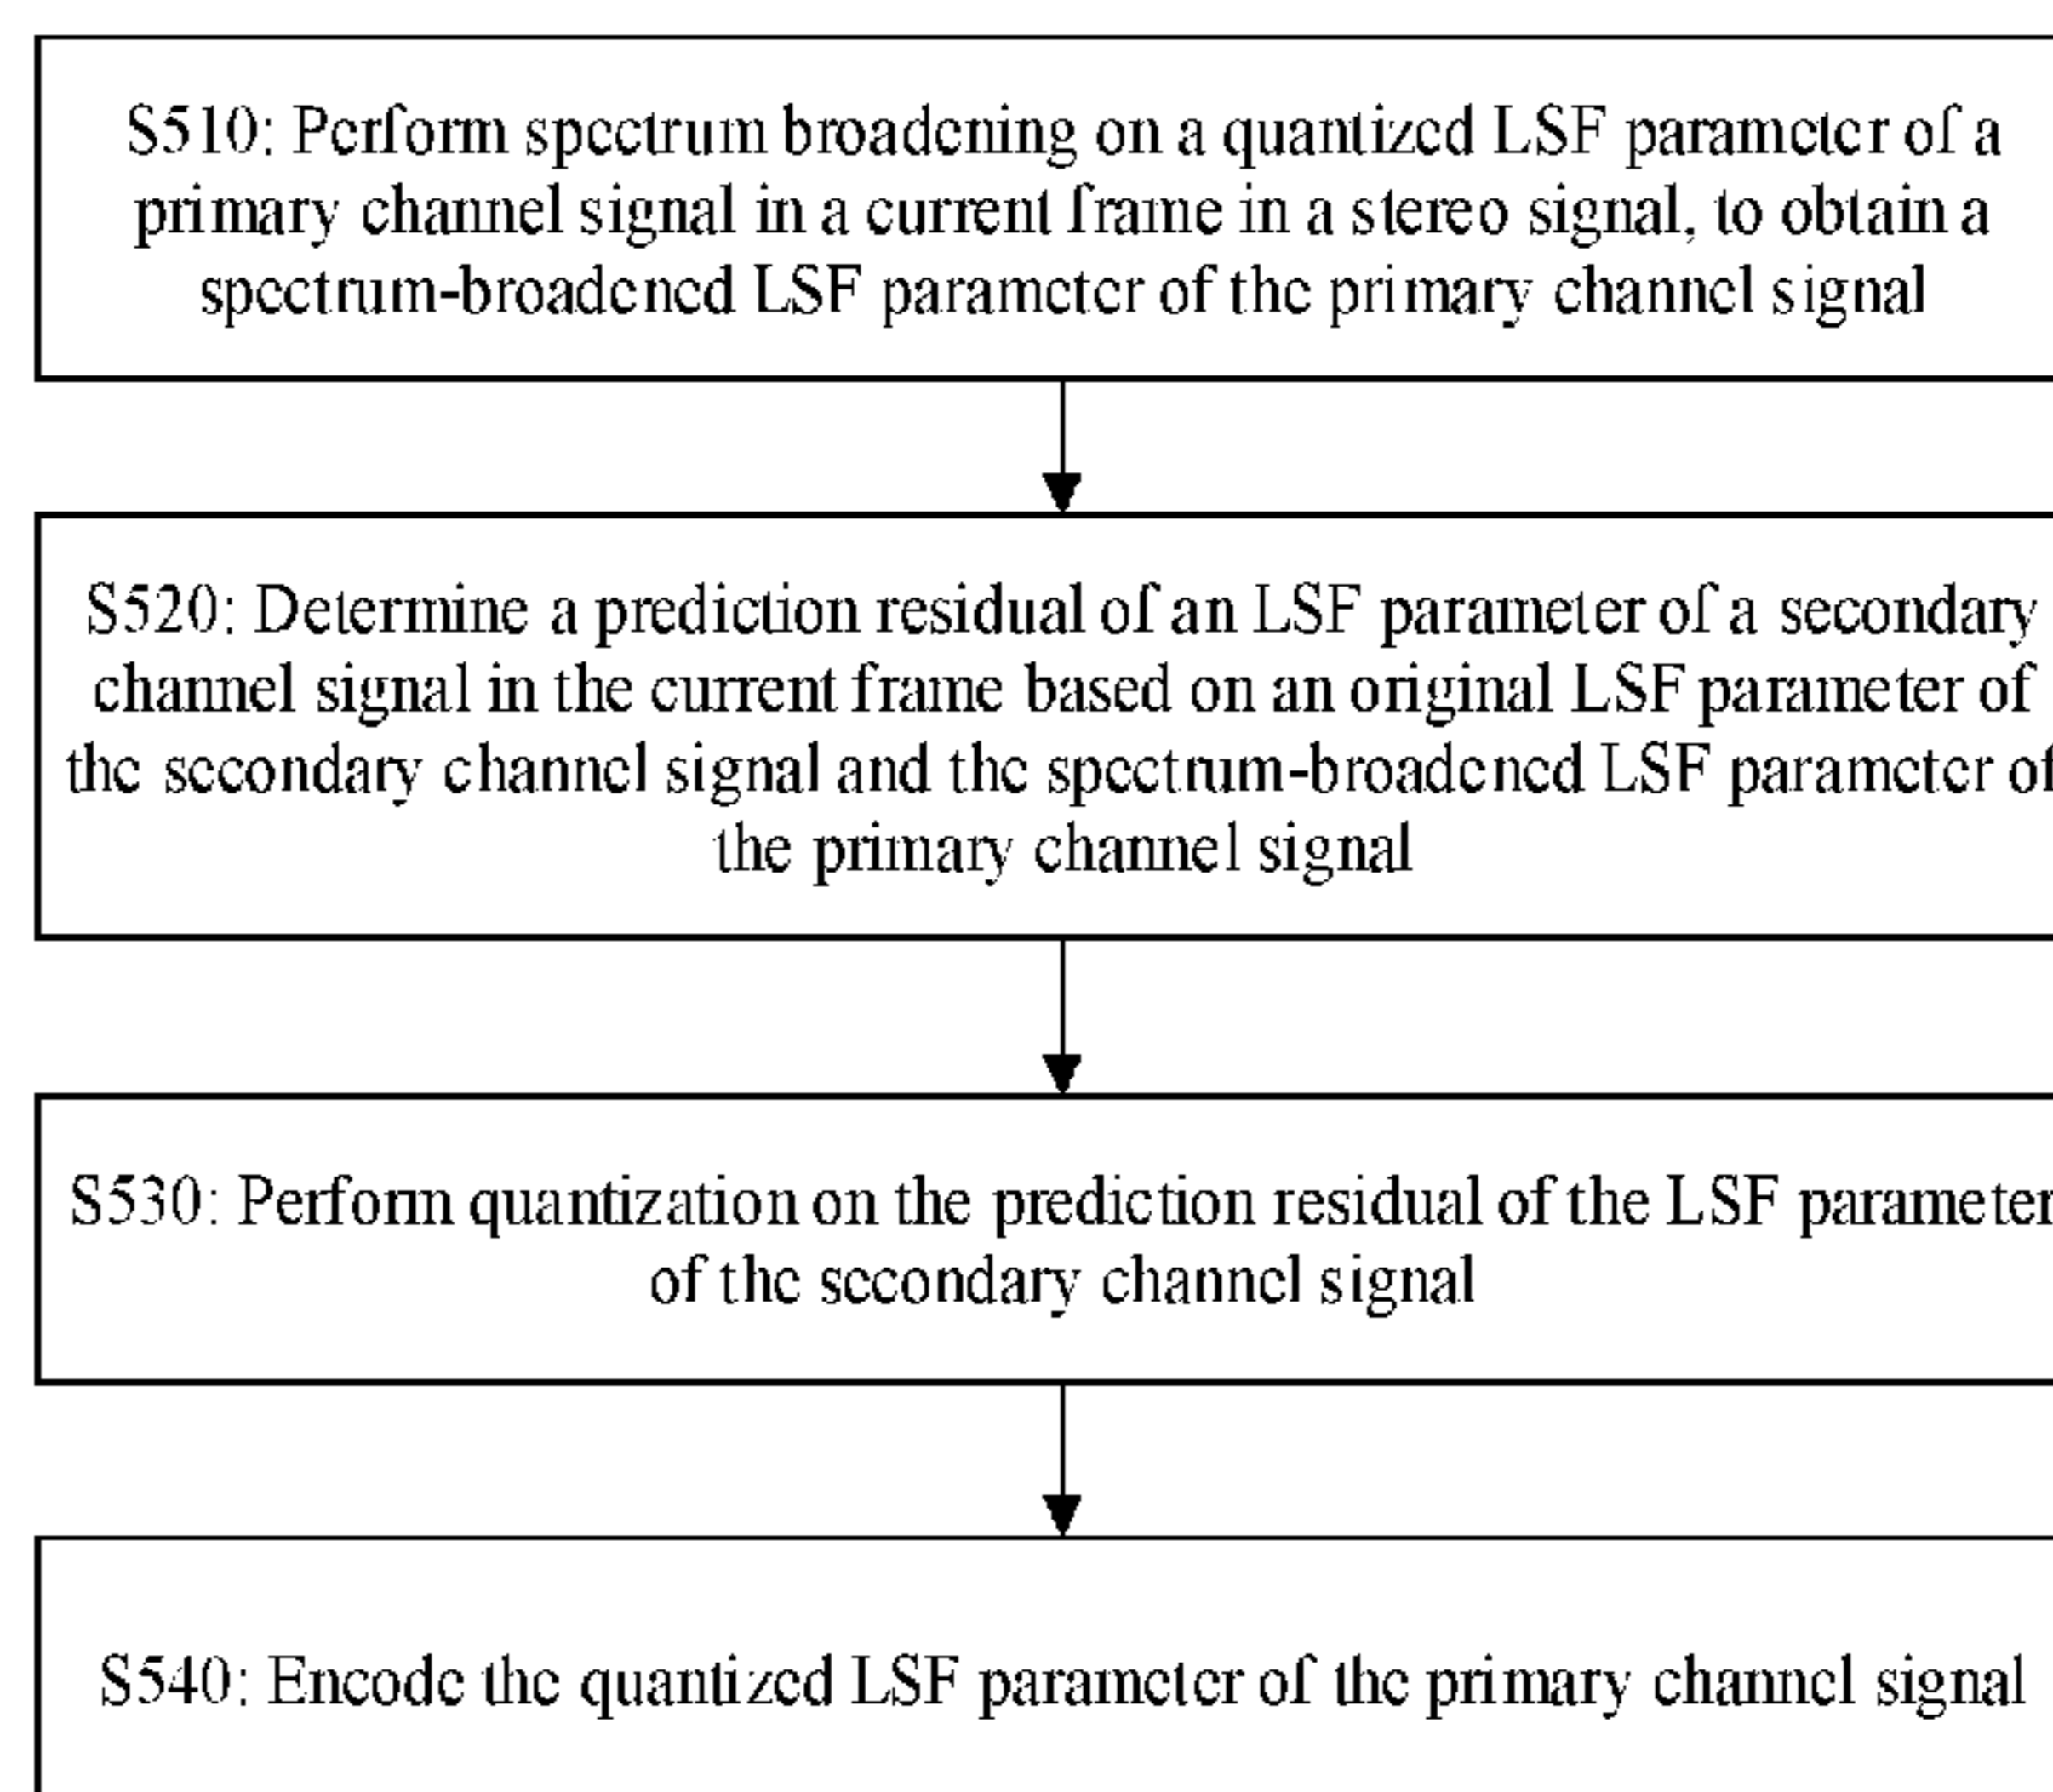 S510: Perform spectrum broadening on a quantized LSF parameter of a
primary channel signal in a current frame in a stereo signal, to obtain a
spectrum-broadened LSF parameter of the primary channel signal
S520: Determine a prediction residual of an LSF parameter of a secondary
channel signal in the current frame based on an original LSF parameter of
the secondary channel signal and the spectrum-broadened LSF parameter of
the primary channel signal
S530: Perform quantization on the prediction residual of the LSF parameter
of the secondary channel signal
S540: Encode the quantized LSF parameter of the primary channel signal